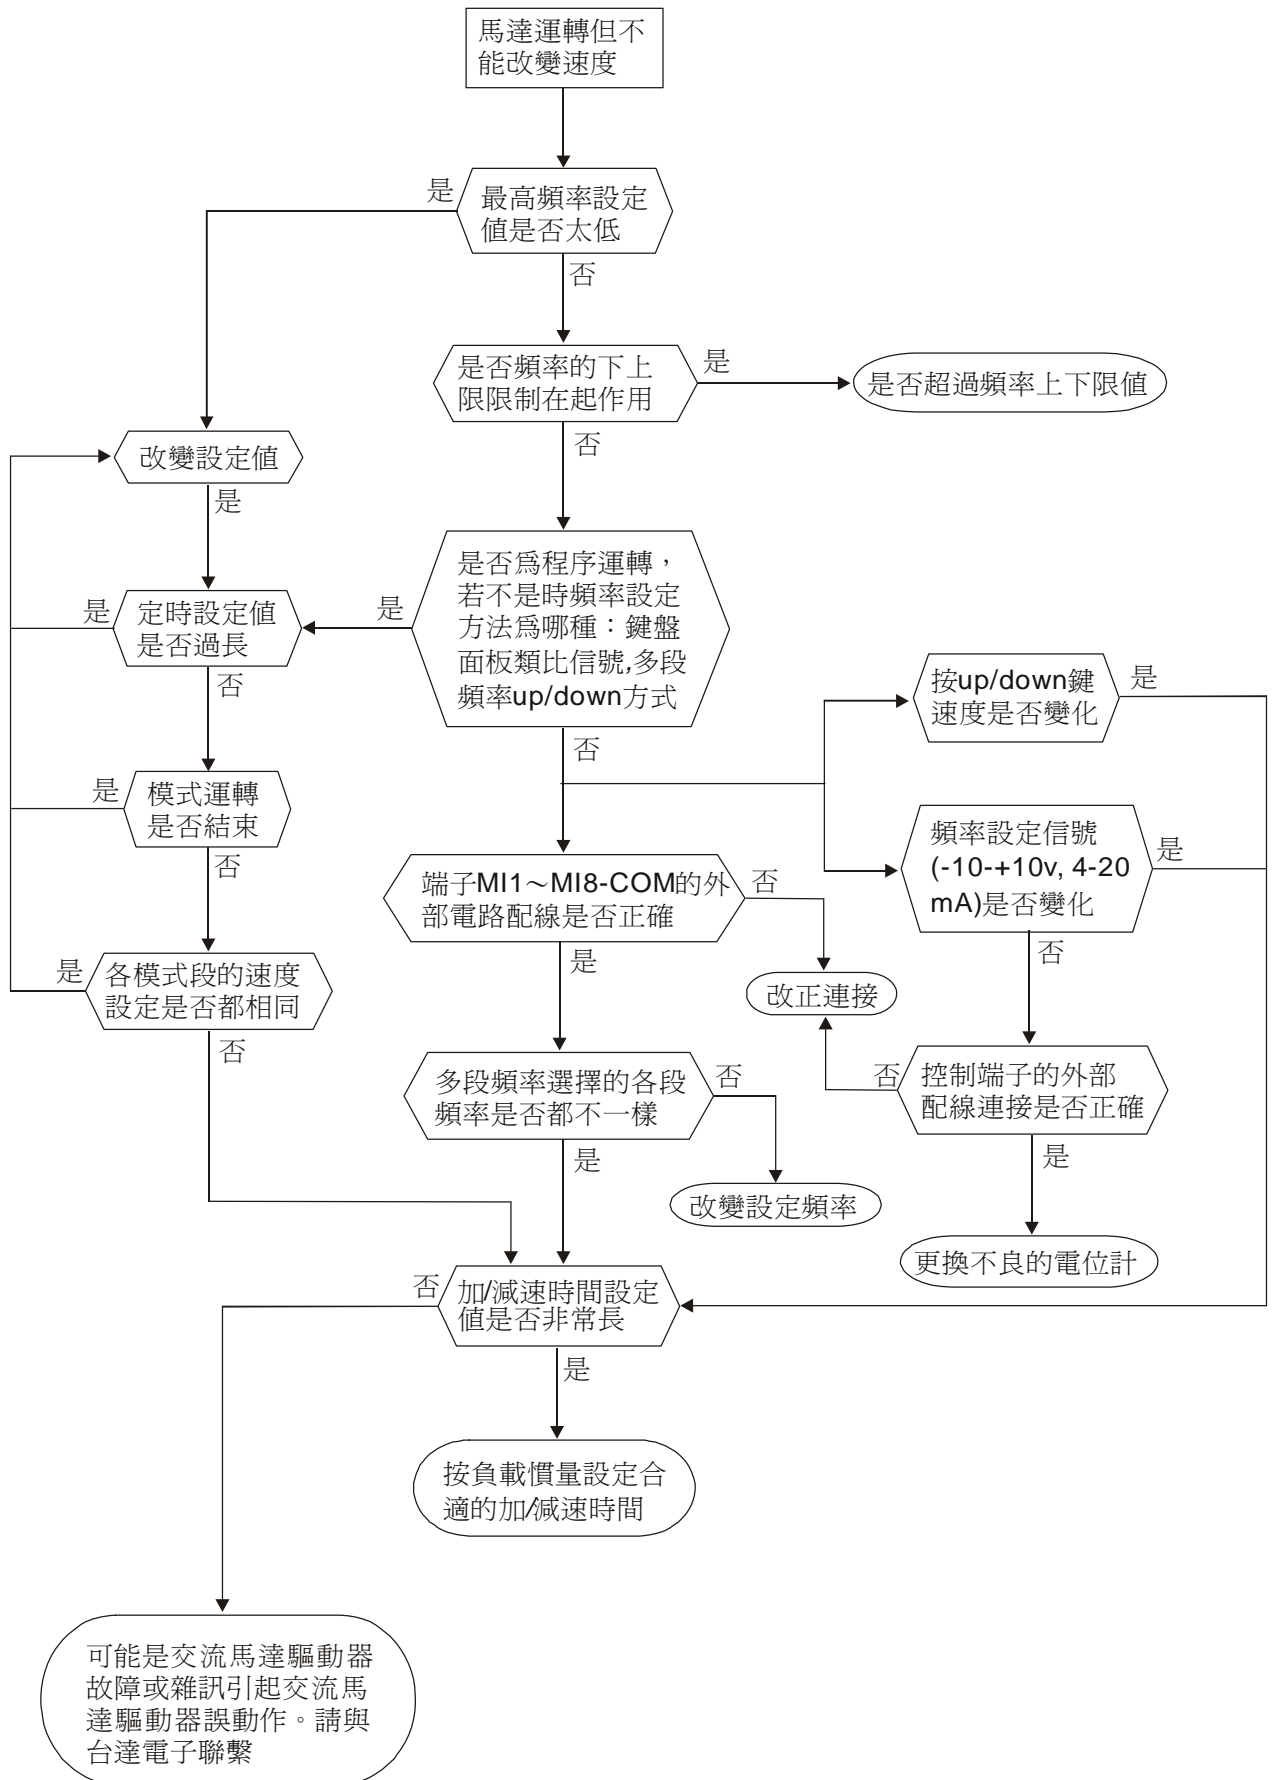 馬達運轉但不
能改變速度
是
最高頻率設定
值是否太低
否
是否頻率的下上
限限制在起作用
是
是否超過頻率上下限值
否
改變設定值
是
是否爲程序運轉，
若不是時頻率設定
方法爲哪種：鍵盤
面板類比信號,多段
頻率up/down方式
是
定時設定值
是否過長
是
否
否
按up/down鍵
速度是否變化
是
是
模式運轉
是否結束
否
頻率設定信號
(-10-+10v, 4-20
mA)是否變化
是
否
端子MI1～MI8-COM的外
部電路配線是否正確
否
是
改正連接
是
各模式段的速度
設定是否都相同
否
多段頻率選擇的各段
頻率是否都不一樣
否
是
改變設定頻率
否
控制端子的外部
配線連接是否正確
是
更換不良的電位計
否
加/減速時間設定
值是否非常長
是
按負載慣量設定合
適的加/減速時間
可能是交流馬達驅動器
故障或雜訊引起交流馬
達驅動器誤動作。請與
台達電子聯繫